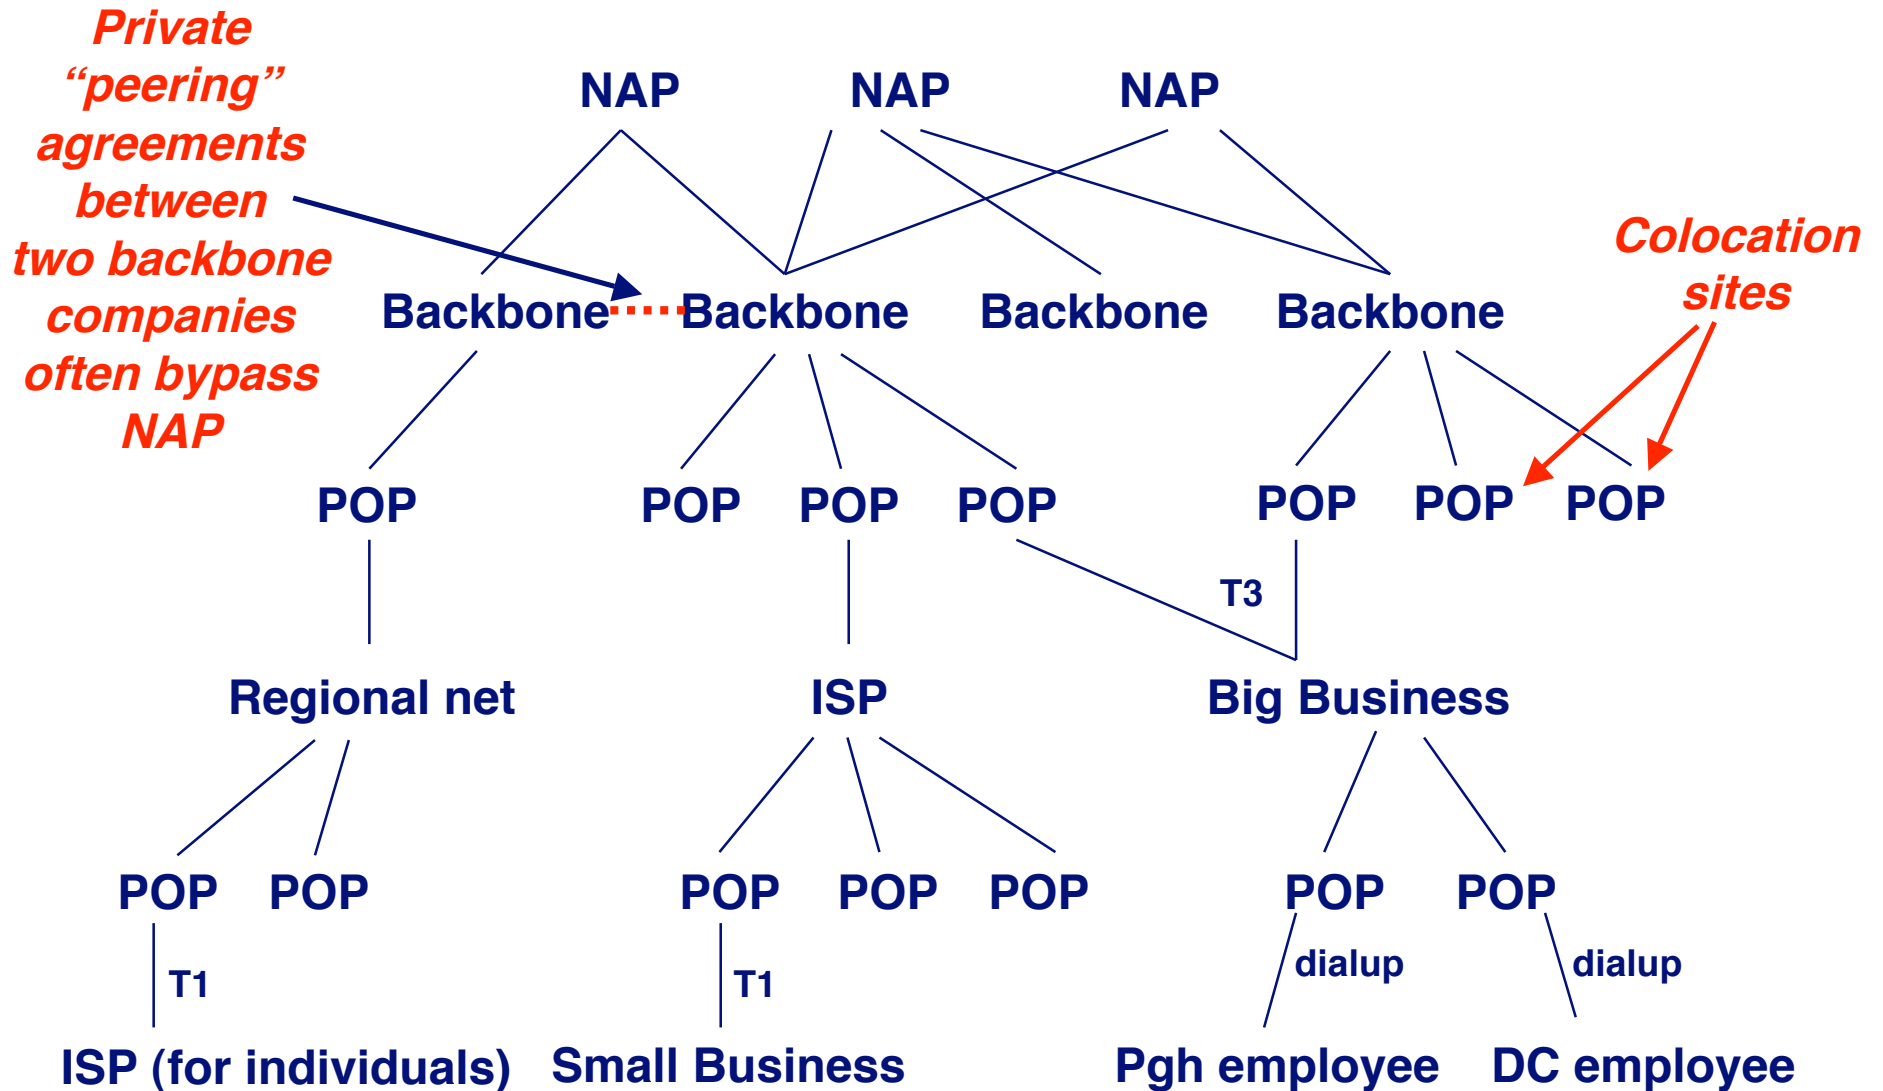 Private
“peering”
agreements
between
two backbone
companies
often bypass
NAP
NAP NAP NAP
Colocation
sites
Backbone Backbone Backbone Backbone
POP POP POP POP POP POP POP
T3
Regional net ISP Big Business
POP POP POP POP POP POP POP
T1 T1 dialup dialup
ISP (for individuals) Small Business Pgh employee DC employee